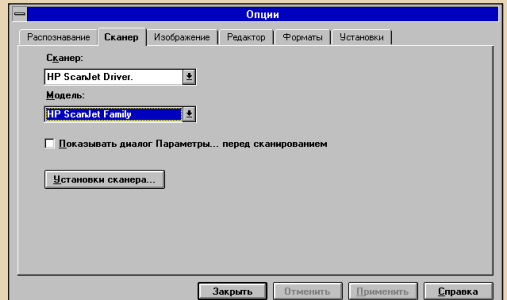 Опции
Распознавание Сканер Изображение Редактор Форматы Установки
Сканер:
HP ScanJet Driver.
Модель:
HP ScanJet Family
Показывать диалог Параметры... перед сканированием
Установки сканера...
Закрыть Отменить Применить Справка